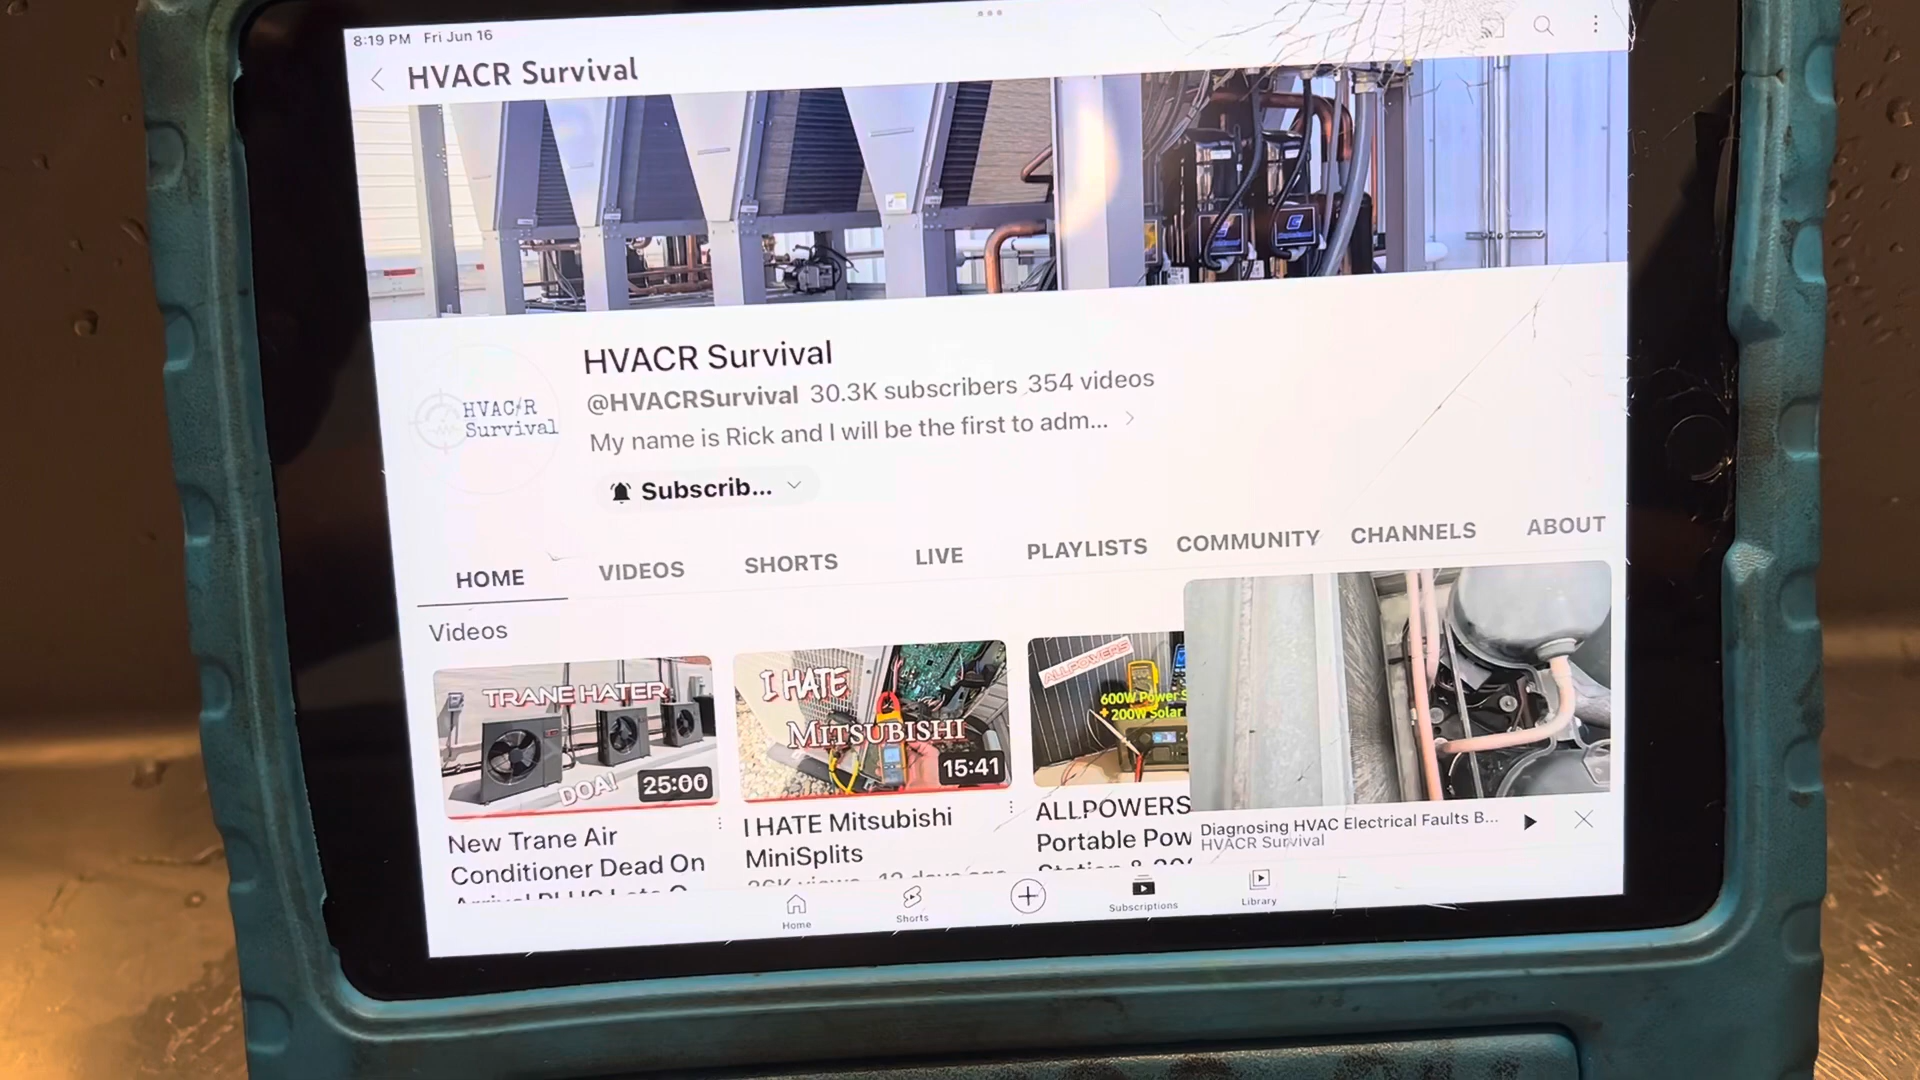 8:19 PM Fri Jun 16
HVACR Survival
HVACR Survival
@HVACRSurvival 30.3K subscribers 354 videos
My name is Rick and I will be the first to adm...
HVAC/R
Survival
Subscrib...
HOME VIDEOS SHORTS LIVE PLAYLISTS COMMUNITY CHANNELS ABOUT
Videos
TRANE HATER
DOA!
25:00
New Trane Air
Conditioner Dead On
I HATE
MITSUBISHI
15:41
I HATE Mitsubishi
MiniSplits
ALLPOWERS
600W Power S
+ 200W Solar
ALLPOWERS
Portable Pow
Diagnosing HVAC Electrical Faults B...
HVACR Survival
Home Shorts Subscriptions Library